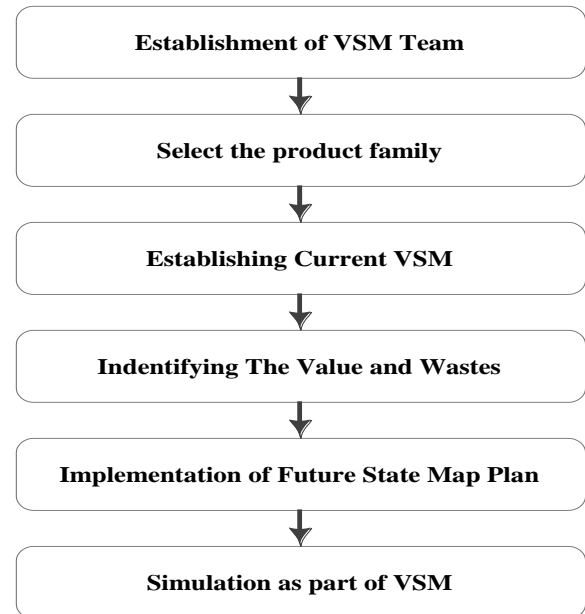 Establishment of VSM Team
Select the product family
Establishing Current VSM
Indentifying The Value and Wastes
Implementation of Future State Map Plan
Simulation as part of VSM